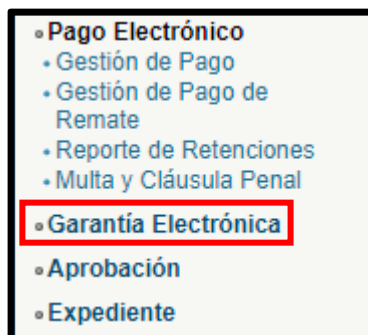 Pago Electrónico
Gestión de Pago
Gestión de Pago de
Remate
Reporte de Retenciones
Multa y Cláusula Penal
Garantía Electrónica
Aprobación
Expediente